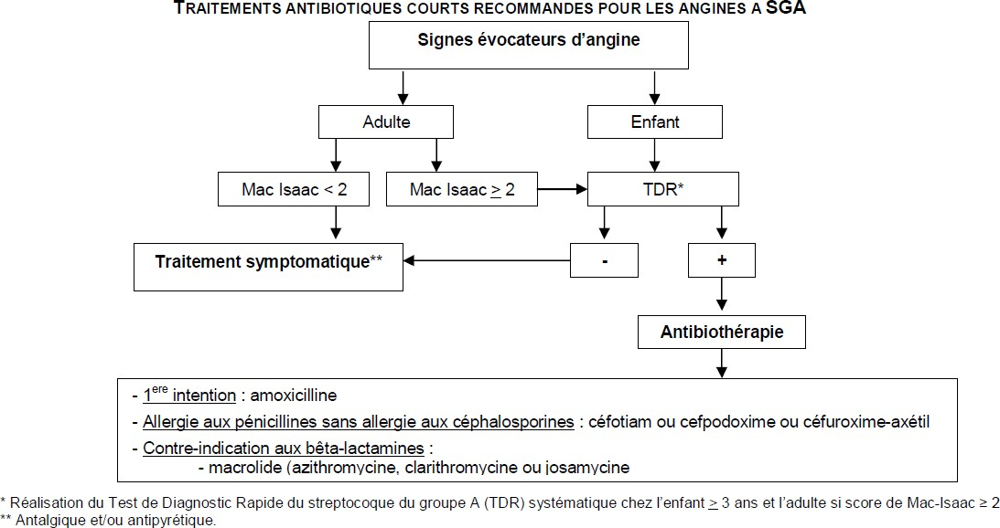 TRAITEMENTS ANTIBIOTIQUES COURTS RECOMMANDES POUR LES ANGINES A SGA
Signes évocateurs d’angine
Adulte
Enfant
Mac Isaac < 2
Mac Isaac ≥ 2
TDR*
Traitement symptomatique**
-
+
Antibiothérapie
- 1ere intention : amoxicilline
- Allergie aux pénicillines sans allergie aux céphalosporines : céfotiam ou cefpodoxime ou céfuroxime-axétil
- Contre-indication aux bêta-lactamines :
- macrolide (azithromycine, clarithromycine ou josamycine
* Réalisation du Test de Diagnostic Rapide du streptocoque du groupe A (TDR) systématique chez l’enfant ≥ 3 ans et l’adulte si score de Mac-Isaac ≥ 2
** Antalgique et/ou antipyrétique.